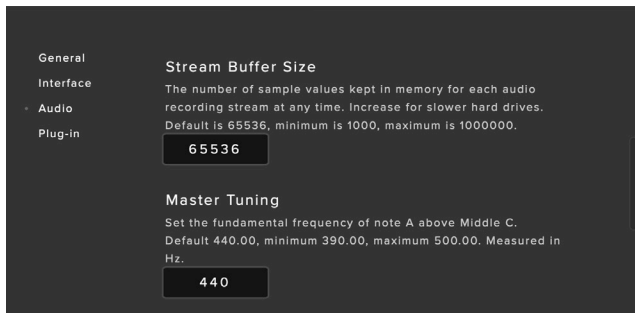 General
Interface
Audio
Plug-in
Stream Buffer Size
The number of sample values kept in memory for each audio
recording stream at any time. Increase for slower hard drives.
Default is 65536, minimum is 1000, maximum is 1000000.
65536
Master Tuning
Set the fundamental frequency of note A above Middle C.
Default 440.00, minimum 390.00, maximum 500.00. Measured in
Hz.
440